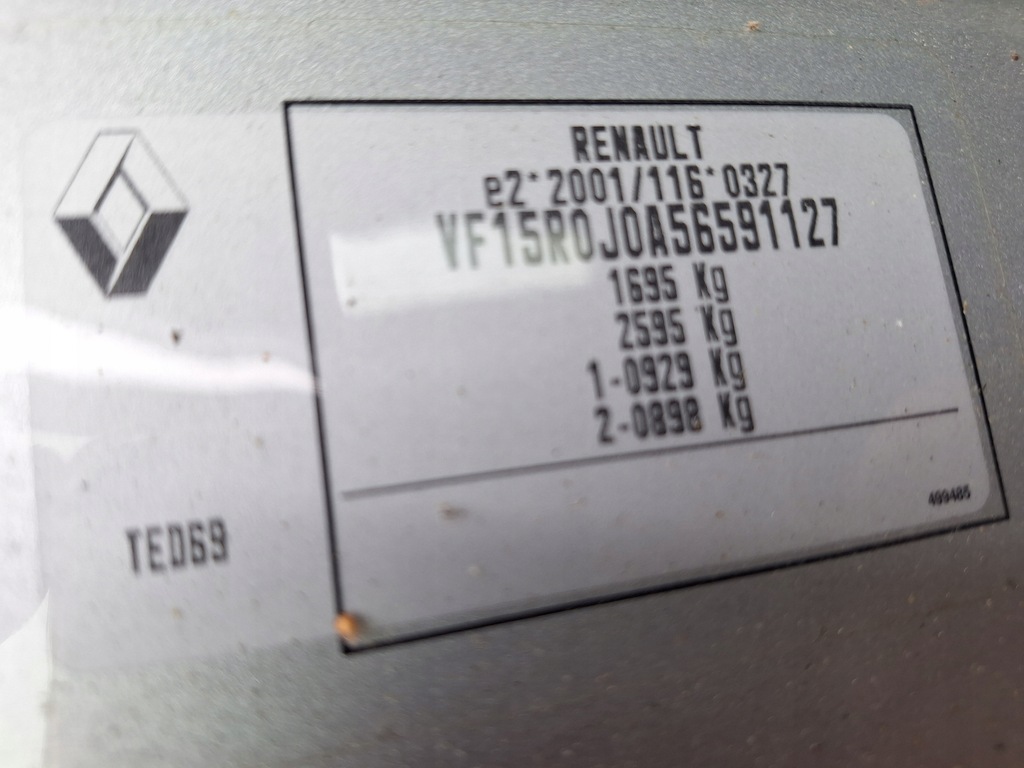 RENAULT
e2*2001/116*0327
VF15R0J0A56591127
1695 Kg
2595 Kg
1-0929 Kg
2-0898 Kg
499485
TED69